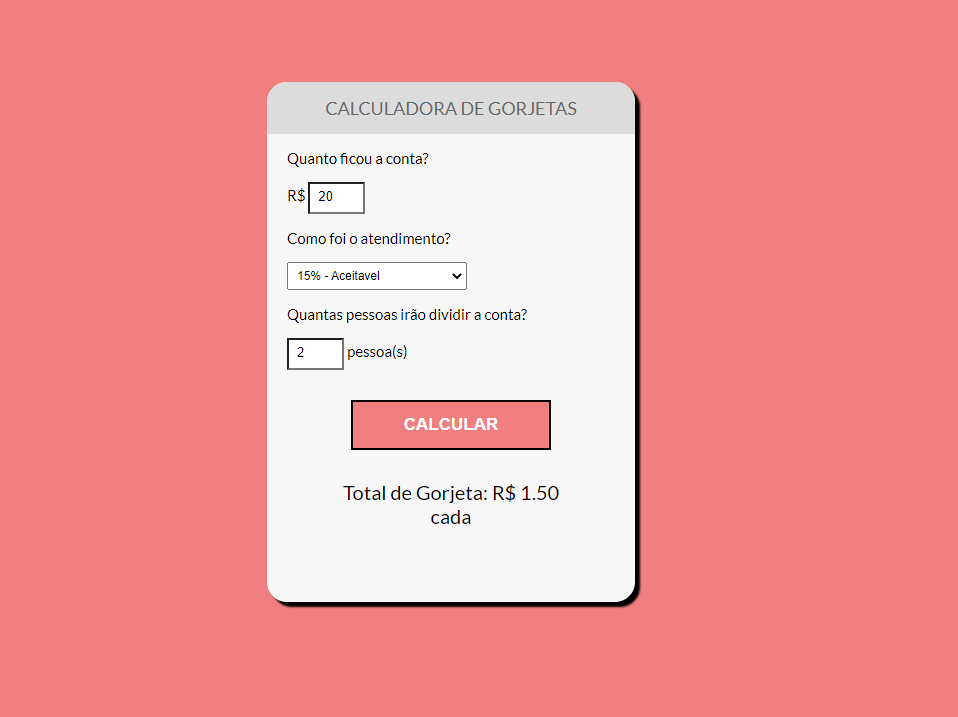 CALCULADORA DE GORJETAS
Quanto ficou a conta?
R$ 20
Como foi o atendimento?
15% - Aceitavel
Quantas pessoas irão dividir a conta?
2 pessoa(s)
CALCULAR
Total de Gorjeta: R$ 1.50
cada